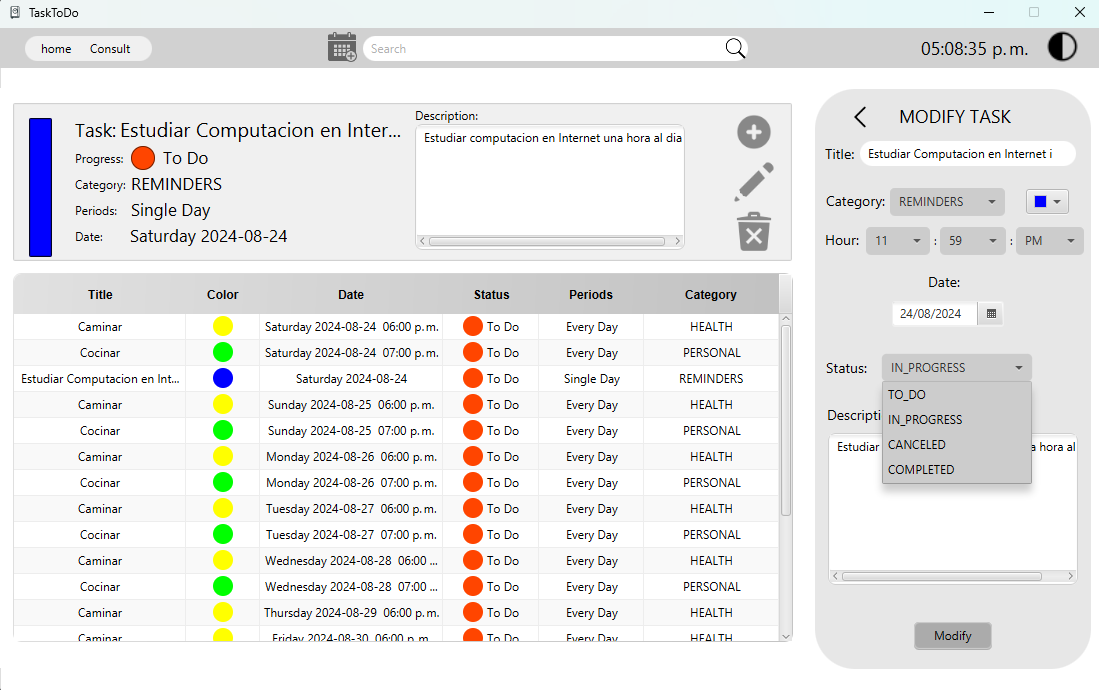 TaskToDo
home Consult Search 05:08:35 p. m.
Task: Estudiar Computacion en Inter...
Progress: To Do
Category: REMINDERS
Periods: Single Day
Date: Saturday 2024-08-24
Description:
Estudiar computacion en Internet una hora al dia
Title Color Date Status Periods Category
Caminar Saturday 2024-08-24 06:00 p. m. To Do Every Day HEALTH
Cocinar Saturday 2024-08-24 07:00 p. m. To Do Every Day PERSONAL
Estudiar Computacion en Int... Saturday 2024-08-24 To Do Single Day REMINDERS
Caminar Sunday 2024-08-25 06:00 p. m. To Do Every Day HEALTH
Cocinar Sunday 2024-08-25 07:00 p. m. To Do Every Day PERSONAL
Caminar Monday 2024-08-26 06:00 p. m. To Do Every Day HEALTH
Cocinar Monday 2024-08-26 07:00 p. m. To Do Every Day PERSONAL
Caminar Tuesday 2024-08-27 06:00 p. m. To Do Every Day HEALTH
Cocinar Tuesday 2024-08-27 07:00 p. m. To Do Every Day PERSONAL
Caminar Wednesday 2024-08-28 06:00 ... To Do Every Day HEALTH
Cocinar Wednesday 2024-08-28 07:00 ... To Do Every Day PERSONAL
Caminar Thursday 2024-08-29 06:00 p. m. To Do Every Day HEALTH
Caminar Friday 2024-08-30 06:00 p. m. To Do Every Day HEALTH
MODIFY TASK
Title: Estudiar Computacion en Internet i
Category: REMINDERS
Hour: 11 : 59 : PM
Date:
24/08/2024
Status: IN_PROGRESS
TO_DO
IN_PROGRESS
CANCELED
COMPLETED
Descripti
Estudiar a hora al
Modify